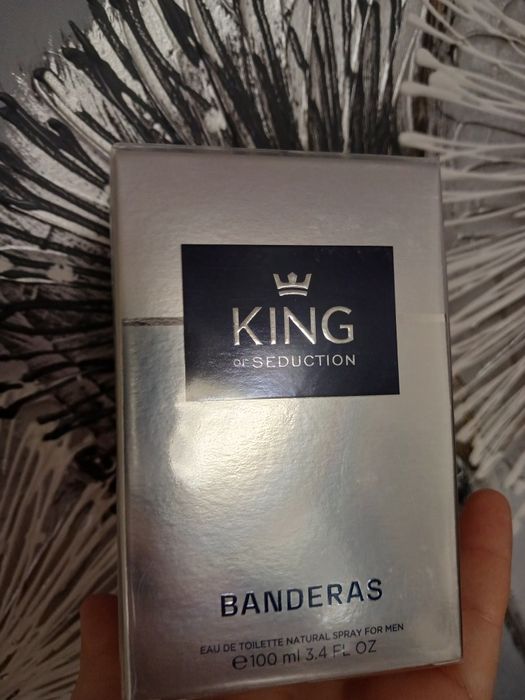 KING
OF SEDUCTION
BANDERAS
EAU DE TOILETTE NATURAL SPRAY FOR MEN
℮100 ml 3.4 FL OZ